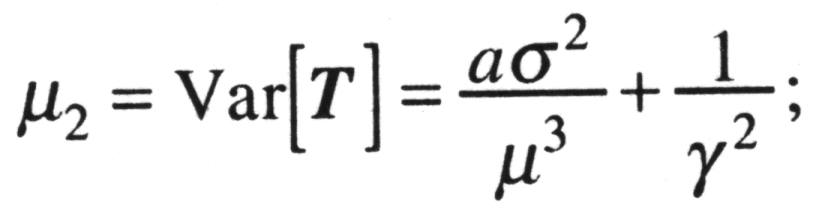 μ₂ = Var[T] = aσ²/μ³ + 1/γ²;